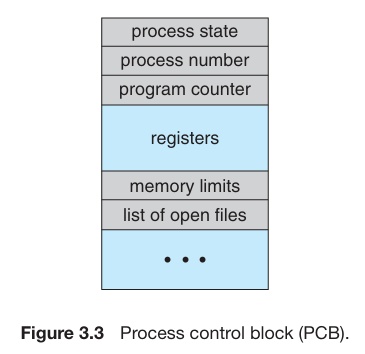 process state
process number
program counter
registers
memory limits
list of open files
• • •
Figure 3.3 Process control block (PCB).